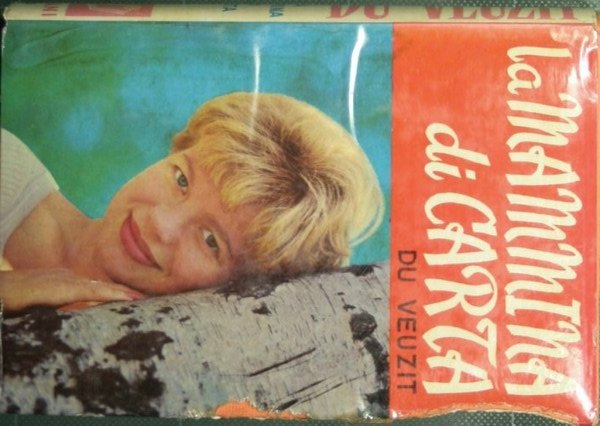 la MAMMINA
di CARTA
DU VEUZIT
DU VEUZIT